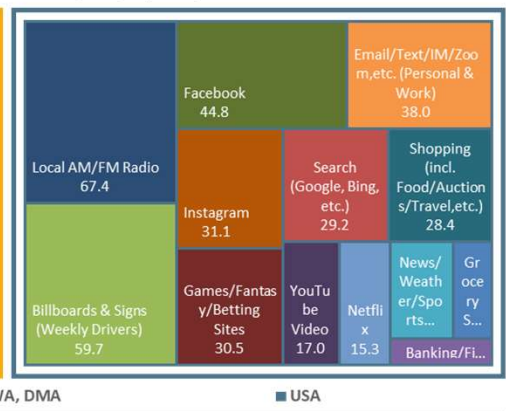 Local AM/FM Radio
67.4
Billboards & Signs
(Weekly Drivers)
59.7
Facebook
44.8
Email/Text/IM/Zoo
m,etc. (Personal &
Work)
38.0
Instagram
31.1
Search
(Google, Bing,
etc.)
29.2
Shopping
(incl.
Food/Auction
s/Travel,etc.)
28.4
Games/Fantas
y/Betting
Sites
30.5
YouTu
be
Video
17.0
Netfli
x
15.3
News/
Weath
er/Spo
rts...
Gr
oce
ry
S...
Banking/Fi...
WA, DMA
USA